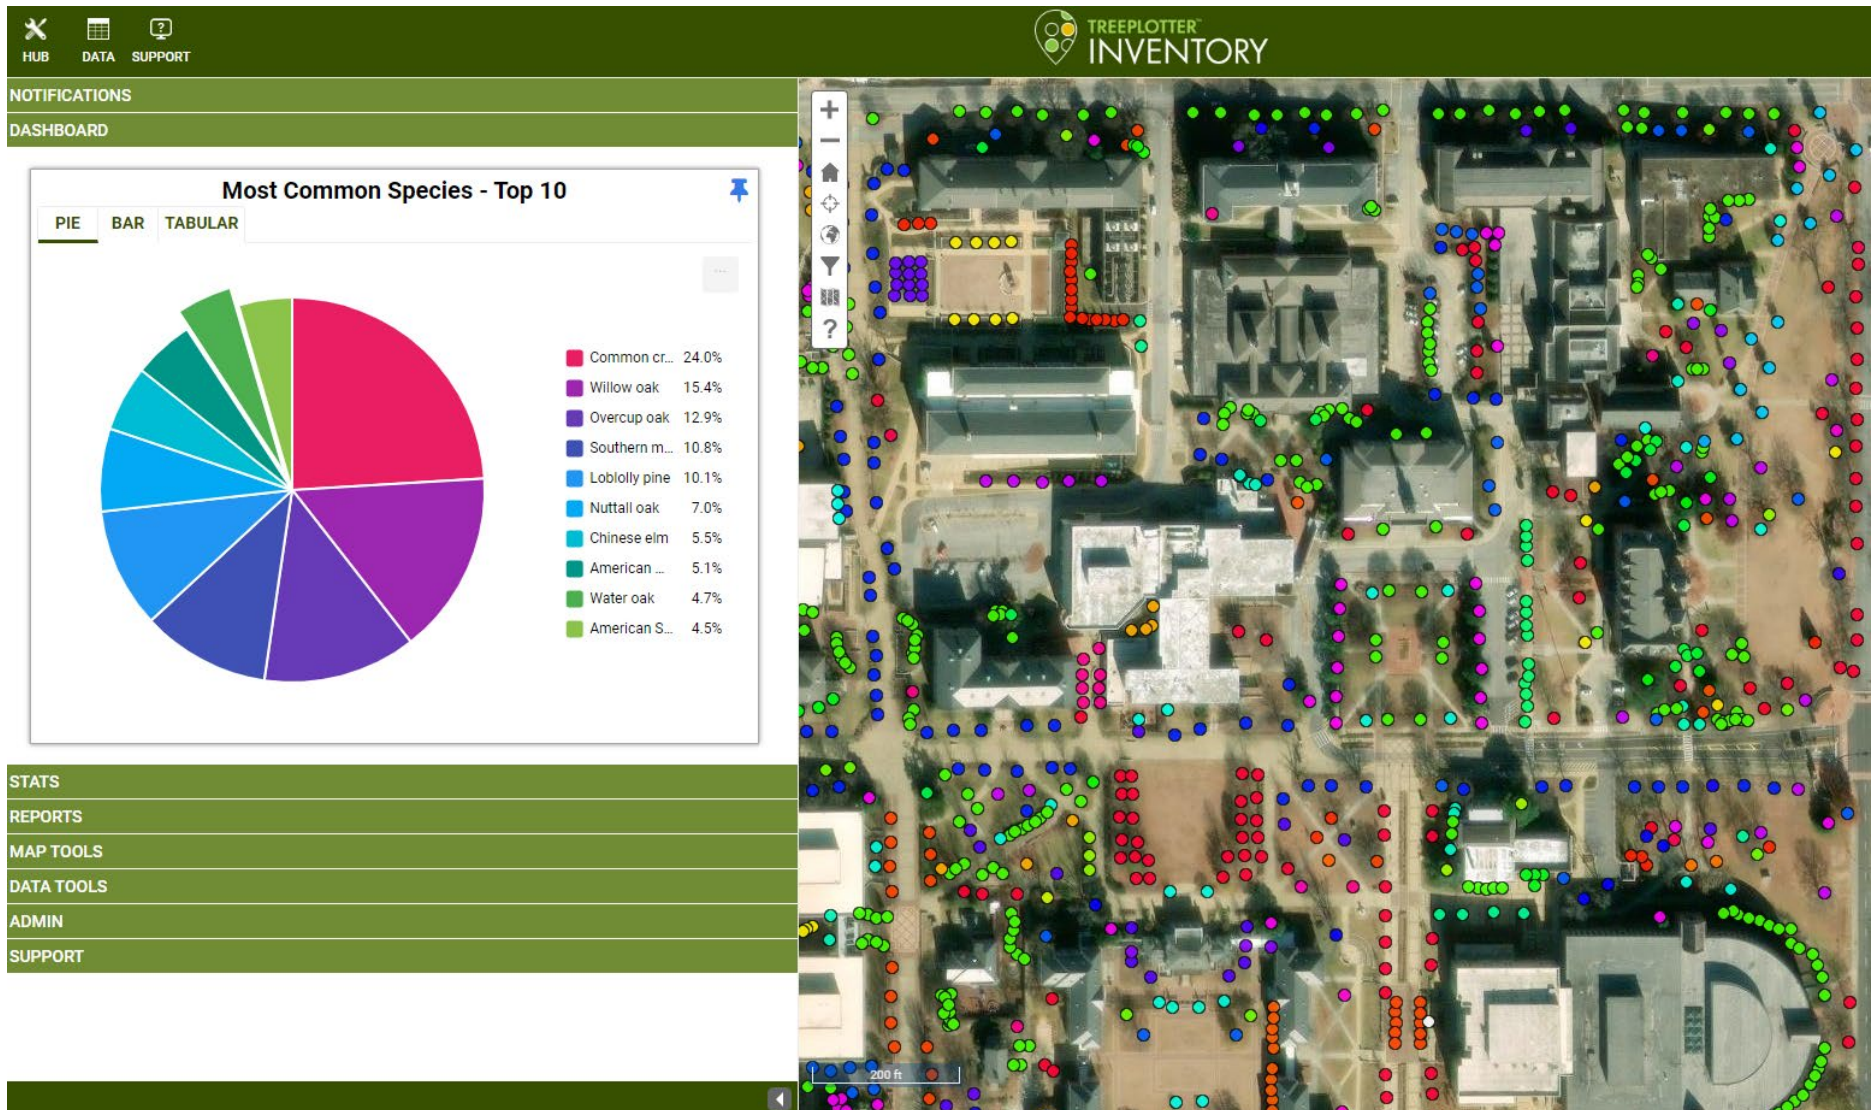 HUB DATA SUPPORT
TREEPLOTTER™
INVENTORY
NOTIFICATIONS
DASHBOARD
Most Common Species - Top 10
PIE BAR TABULAR
Common cr... 24.0%
Willow oak 15.4%
Overcup oak 12.9%
Southern m... 10.8%
Loblolly pine 10.1%
Nuttall oak 7.0%
Chinese elm 5.5%
American ... 5.1%
Water oak 4.7%
American S... 4.5%
STATS
REPORTS
MAP TOOLS
DATA TOOLS
ADMIN
SUPPORT
200 ft